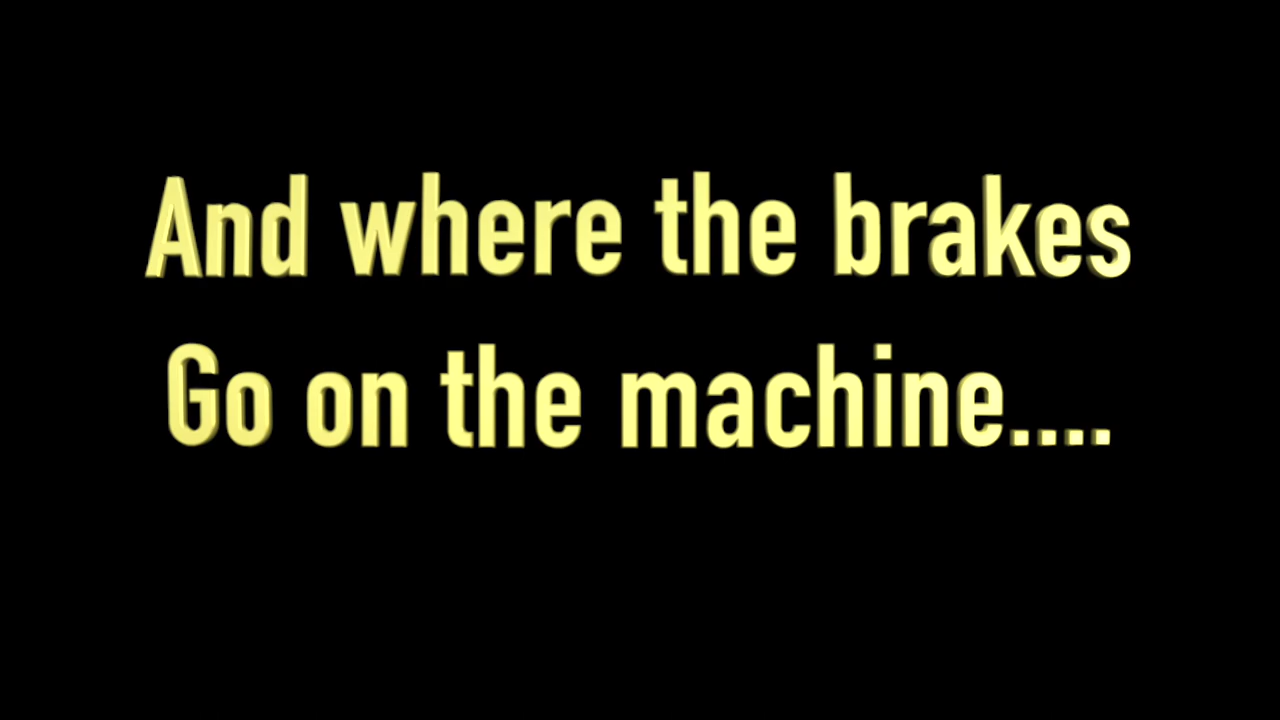 And where the brakes
Go on the machine....